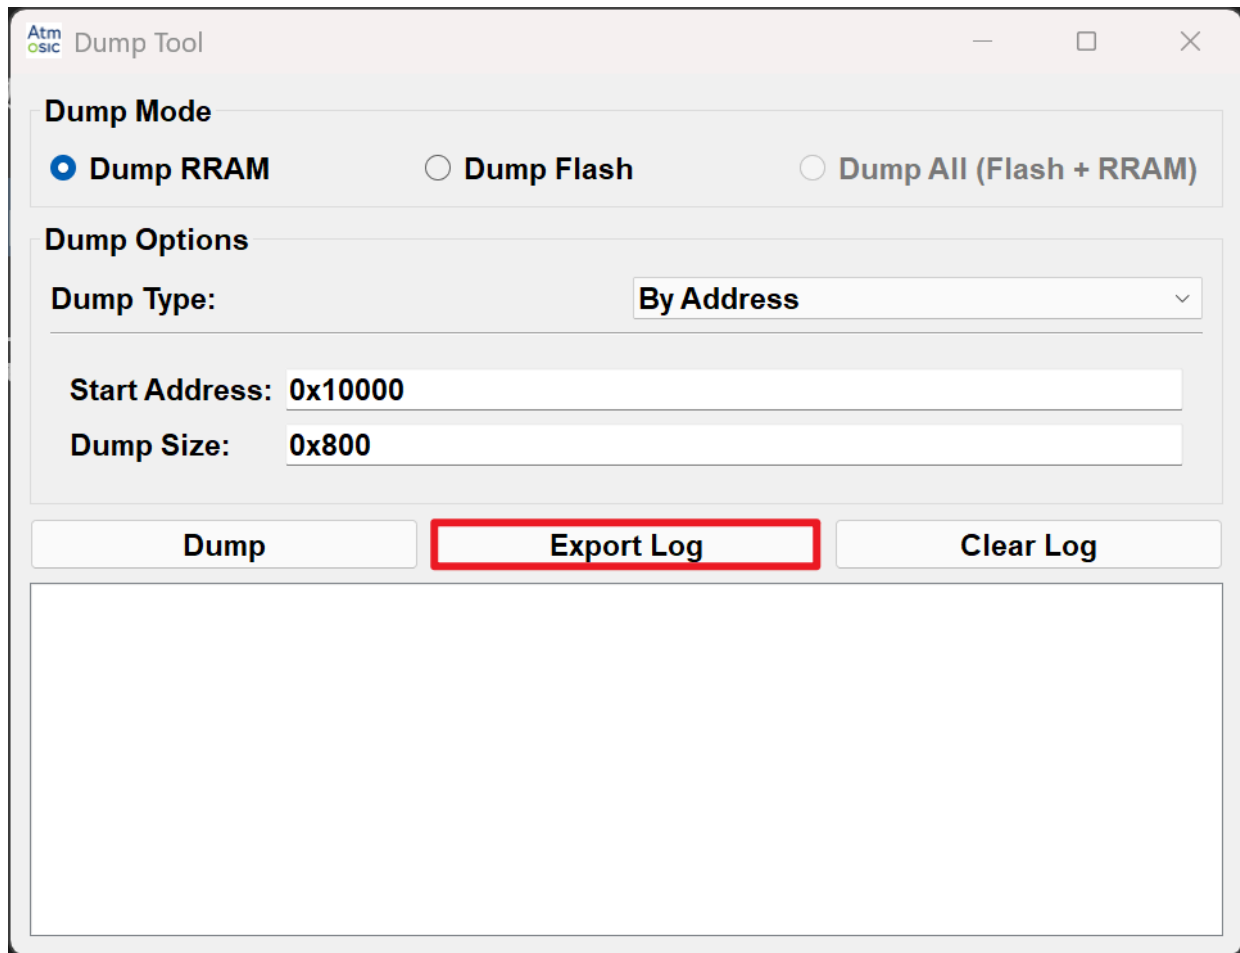 Atm
osic
Dump Tool
Dump Mode
Dump RRAM
Dump Flash
Dump All (Flash + RRAM)
Dump Options
Dump Type:
By Address
Start Address:
0x10000
Dump Size:
0x800
Dump
Export Log
Clear Log